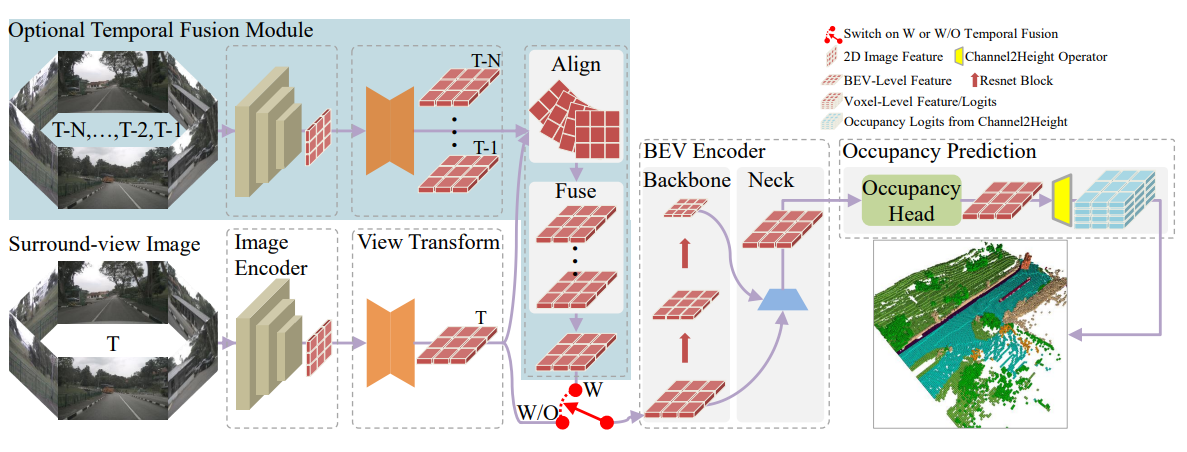 Optional Temporal Fusion Module
T-N,...,T-2,T-1
T-N
T-1
Align
Fuse
Switch on W or W/O Temporal Fusion
2D Image Feature
Channel2Height Operator
BEV-Level Feature
Resnet Block
Voxel-Level Feature/Logits
Occupancy Logits from Channel2Height
Surround-view Image
T
Image
Encoder
View Transform
T
W
W/O
BEV Encoder
Backbone
Neck
Occupancy Prediction
Occupancy
Head